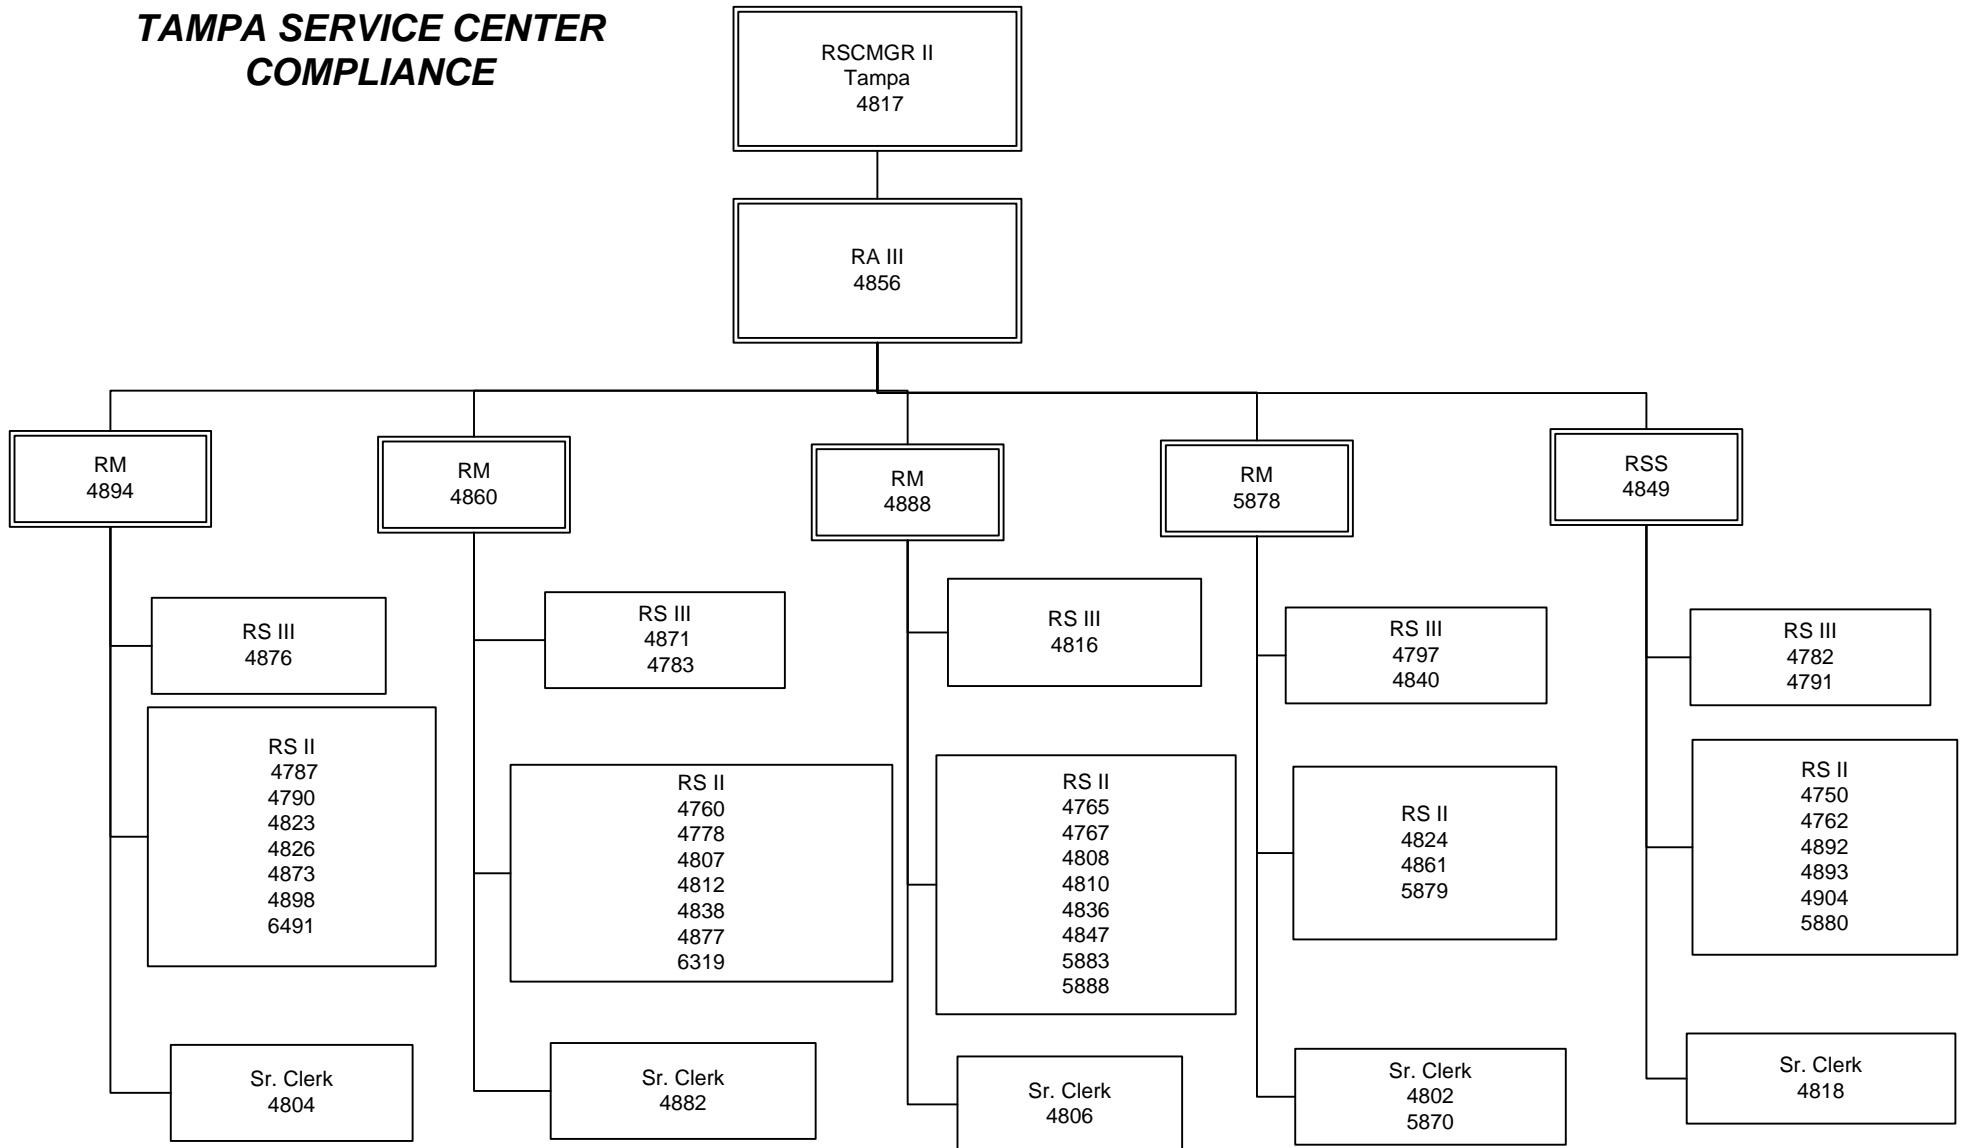 TAMPA SERVICE CENTER
COMPLIANCE
RSCMGR II
Tampa
4817
RA III
4856
RM
4894
RM
4860
RM
4888
RM
5878
RSS
4849
RS III
4876
RS III
4871
4783
RS III
4816
RS III
4797
4840
RS III
4782
4791
RS II
4787
4790
4823
4826
4873
4898
6491
RS II
4760
4778
4807
4812
4838
4877
6319
RS II
4765
4767
4808
4810
4836
4847
5883
5888
RS II
4824
4861
5879
RS II
4750
4762
4892
4893
4904
5880
Sr. Clerk
4804
Sr. Clerk
4882
Sr. Clerk
4806
Sr. Clerk
4802
5870
Sr. Clerk
4818